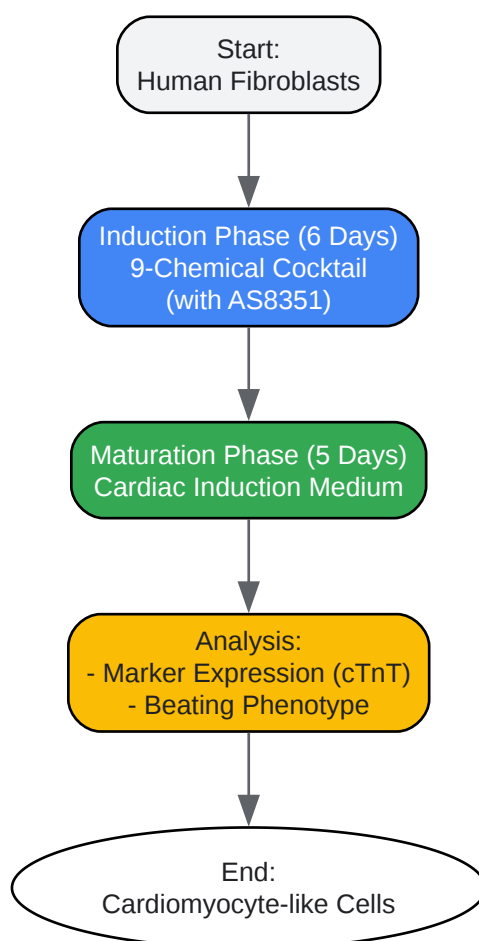 Start:
Human Fibroblasts
Induction Phase (6 Days)
9-Chemical Cocktail
(with AS8351)
Maturation Phase (5 Days)
Cardiac Induction Medium
Analysis:
- Marker Expression (cTnT)
- Beating Phenotype
End:
Cardiomyocyte-like Cells